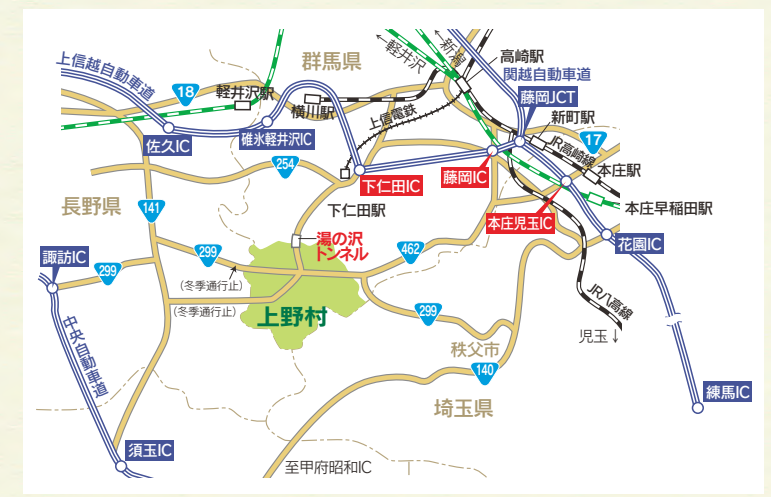 群馬県
←軽井沢
←新潟
高崎駅
関越自動車道
上信越自動車道
18
軽井沢駅
横川駅
上信電鉄
藤岡JCT
新町駅
17
佐久IC
碓氷軽井沢IC
JR高崎線
254
下仁田IC
藤岡IC
本庄駅
長野県
141
下仁田駅
本庄児玉IC
本庄早稲田駅
湯の沢
トンネル
花園IC
諏訪IC
299
299
462
(冬季通行止)
(冬季通行止)
上野村
299
JR八高線
児玉↓
中央自動車道
秩父市
140
練馬IC
埼玉県
須玉IC
至甲府昭和IC